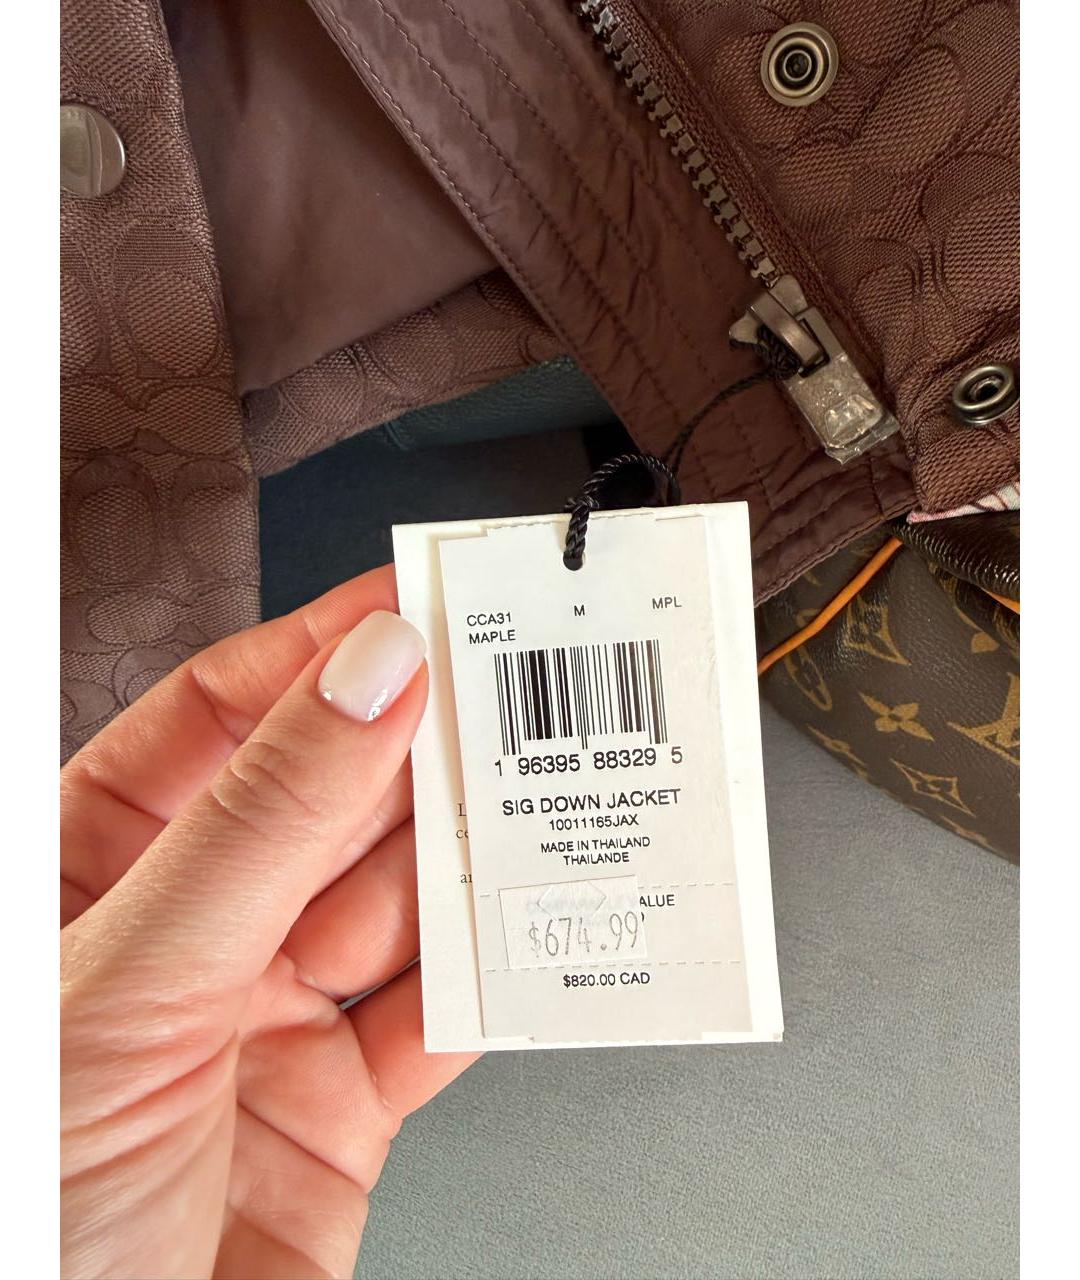 CCA31 M MPL
MAPLE
1 96395 88329 5
SIG DOWN JACKET
10011165JAX
MADE IN THAILAND
THAILANDE
$674.99
$820.00 CAD